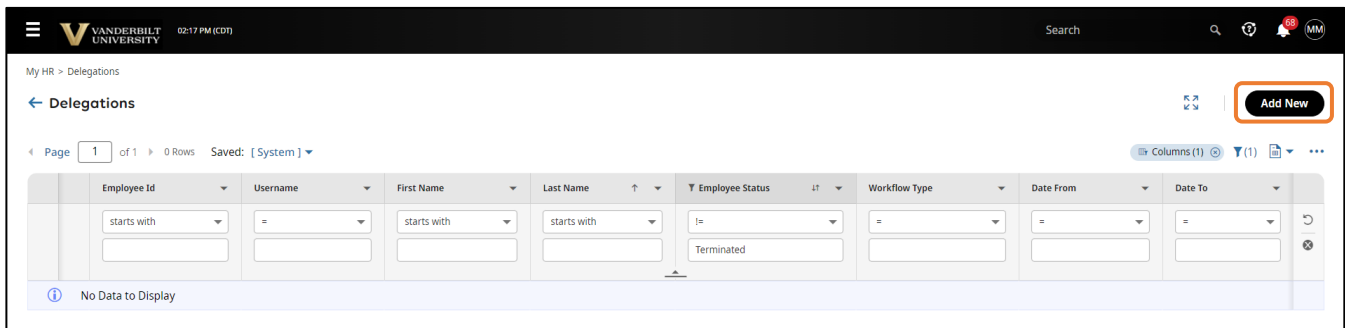 VANDERBILT
UNIVERSITY
02:17 PM (CDT)
Search
68
MM
My HR > Delegations
Delegations
Add New
Page 1 of 1 0 Rows Saved: [ System ]
Columns (1) (1)
Employee Id Username First Name Last Name Employee Status Workflow Type Date From Date To
starts with = starts with starts with != = = =
Terminated
No Data to Display